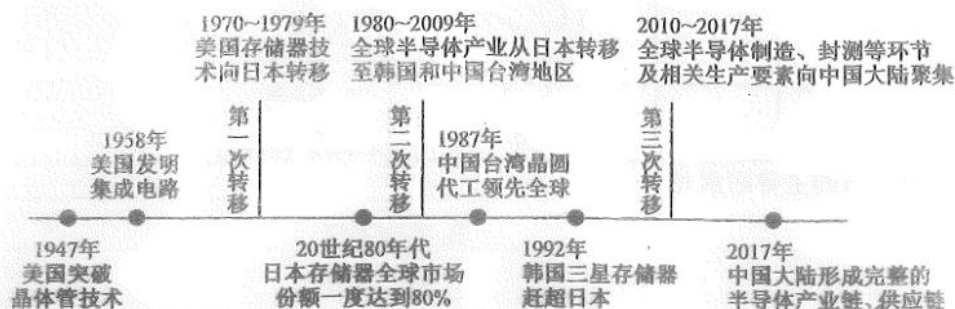 1970~1979年
美国存储器技
术向日本转移
1980~2009年
全球半导体产业从日本转移
至韩国和中国台湾地区
2010~2017年
全球半导体制造、封测等环节
及相关生产要素向中国大陆聚集
第一次转移
第二次转移
第三次转移
1958年
美国发明
集成电路
1987年
中国台湾晶圆
代工领先全球
1947年
美国突破
晶体管技术
20世纪80年代
日本存储器全球市场
份额一度达到80%
1992年
韩国三星存储器
赶超日本
2017年
中国大陆形成完整的
半导体产业链、供应链